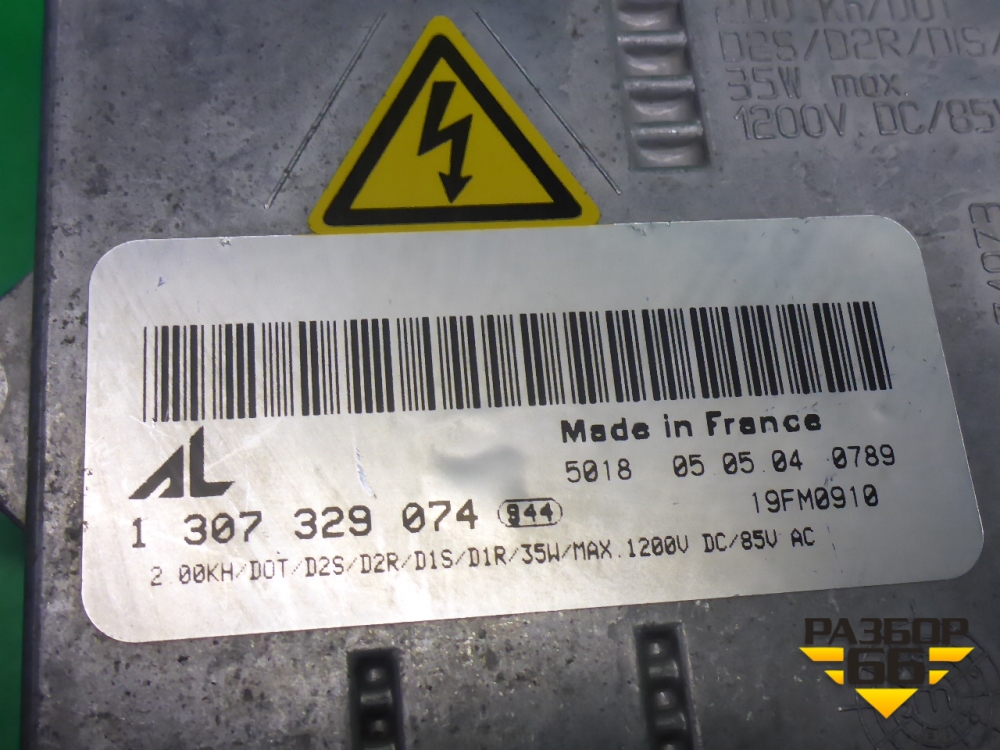 D2S/D2R/D1S/
35W max.
1200V DC/85V
AL
Made in France
5018 05.05.04 0789
19FM0910
1 307 329 074 944
2.00KH/DOT/D2S/D2R/D1S/D1R/35W/MAX.1200V DC/85V AC
РАЗБОР
66